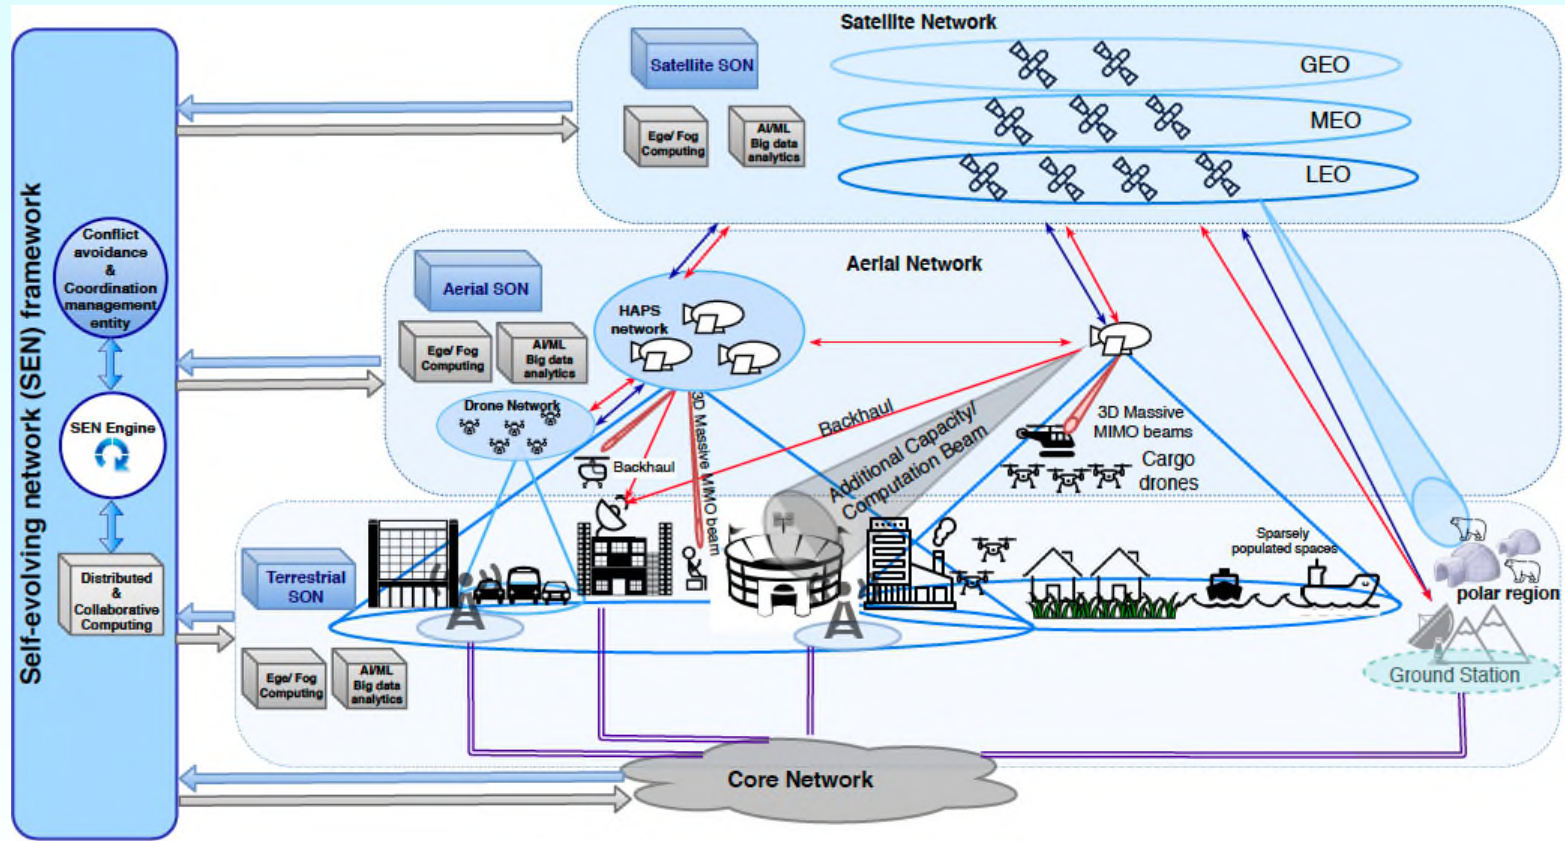 Self-evolving network (SEN) framework
Conflict
avoidance
&
Coordination
management
entity
SEN Engine
Distributed
&
Collaborative
Computing
Satellite Network
Satellite SON
Ege/ Fog
Computing
AI/ML
Big data
analytics
GEO
MEO
LEO
Aerial Network
Aerial SON
Ege/ Fog
Computing
AI/ML
Big data
analytics
HAPS
network
Drone Network
Backhaul
3D Massive MIMO beam
Backhaul
Additional Capacity/
Computation Beam
3D Massive
MIMO beams
Cargo
drones
Terrestrial
SON
Ege/ Fog
Computing
AI/ML
Big data
analytics
Sparsely
populated spaces
polar region
Ground Station
Core Network